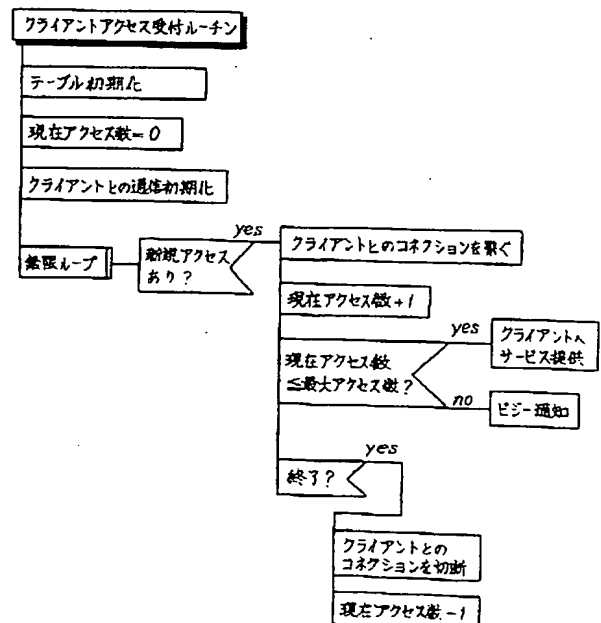 クライアントアクセス受付ルーチン
テーブル初期化
現在アクセス数=0
クライアントとの通信初期化
無限ループ
新規アクセス
あり?
yes
クライアントとのコネクションを繋ぐ
現在アクセス数+1
現在アクセス数
≦最大アクセス数?
yes
クライアントへ
サービス提供
no
ビジー通知
終了?
yes
クライアントとの
コネクションを切断
現在アクセス数-1